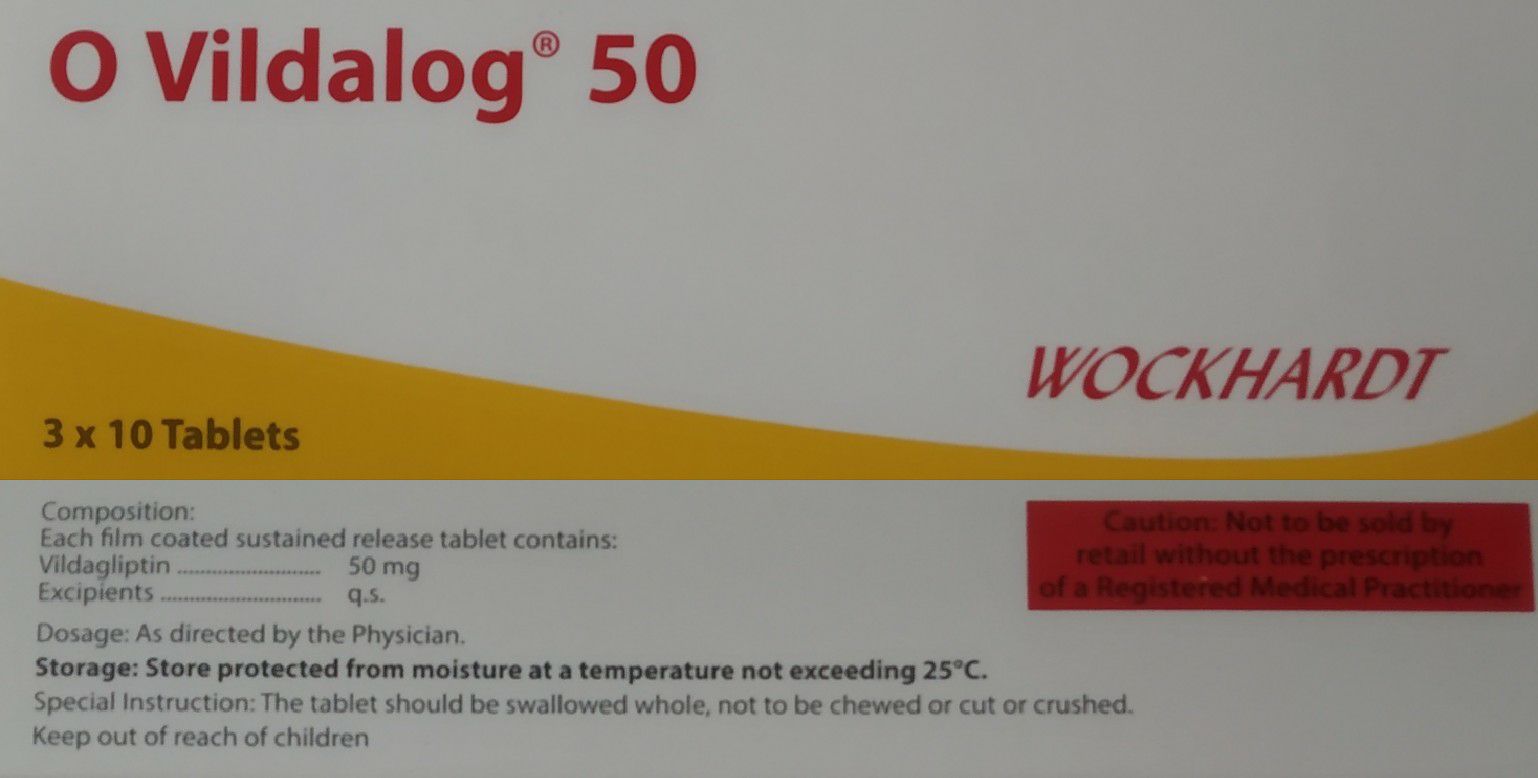 O Vildalog® 50
WOCKHARDT
3 x 10 Tablets
Composition:
Each film coated sustained release tablet contains:
Vildagliptin ........................... 50 mg
Excipients .............................. q.s.
Dosage: As directed by the Physician.
Storage: Store protected from moisture at a temperature not exceeding 25°C.
Special Instruction: The tablet should be swallowed whole, not to be chewed or cut or crushed.
Keep out of reach of children
Caution: Not to be sold by
retail without the prescription
of a Registered Medical Practitioner